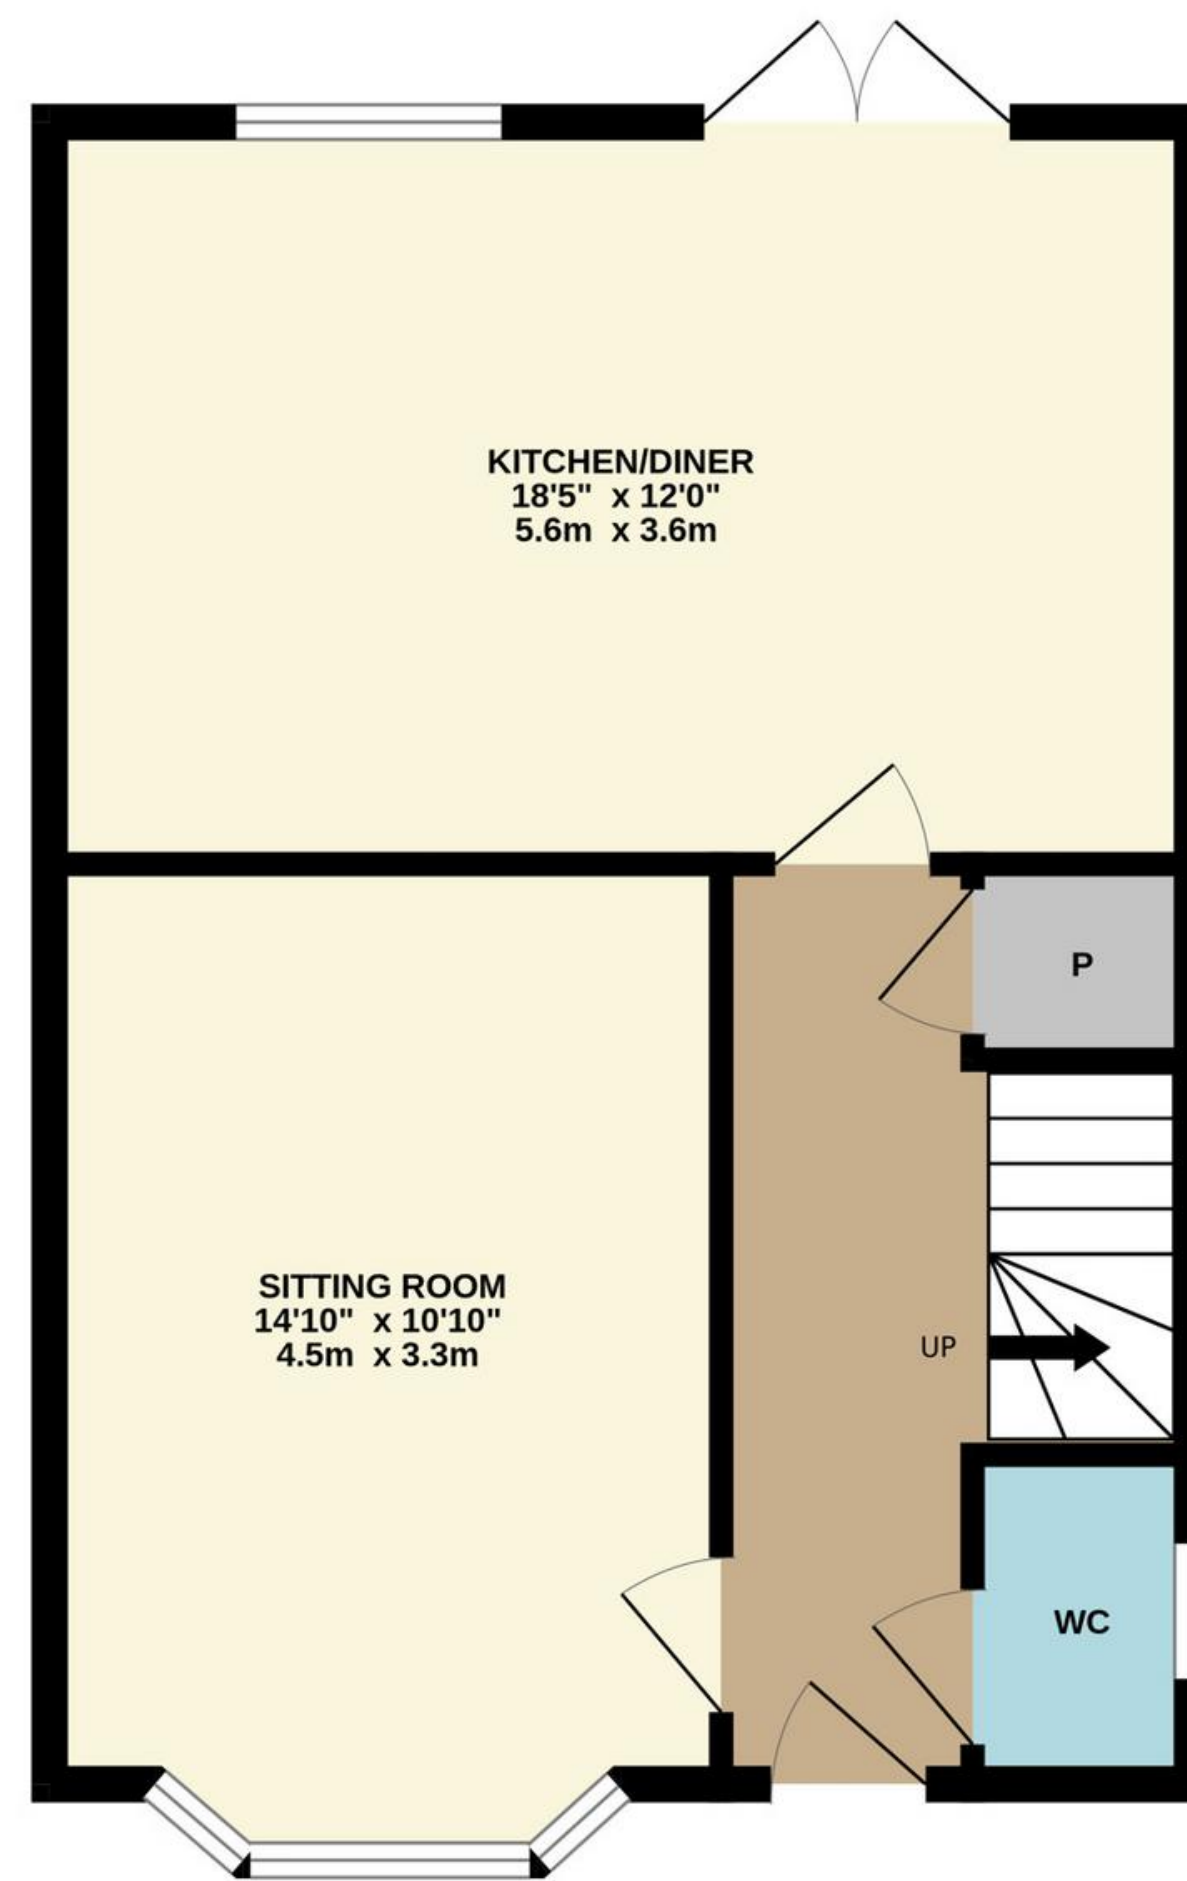 KITCHEN/DINER
18'5" x 12'0"
5.6m x 3.6m
P
SITTING ROOM
14'10" x 10'10"
4.5m x 3.3m
UP
WC